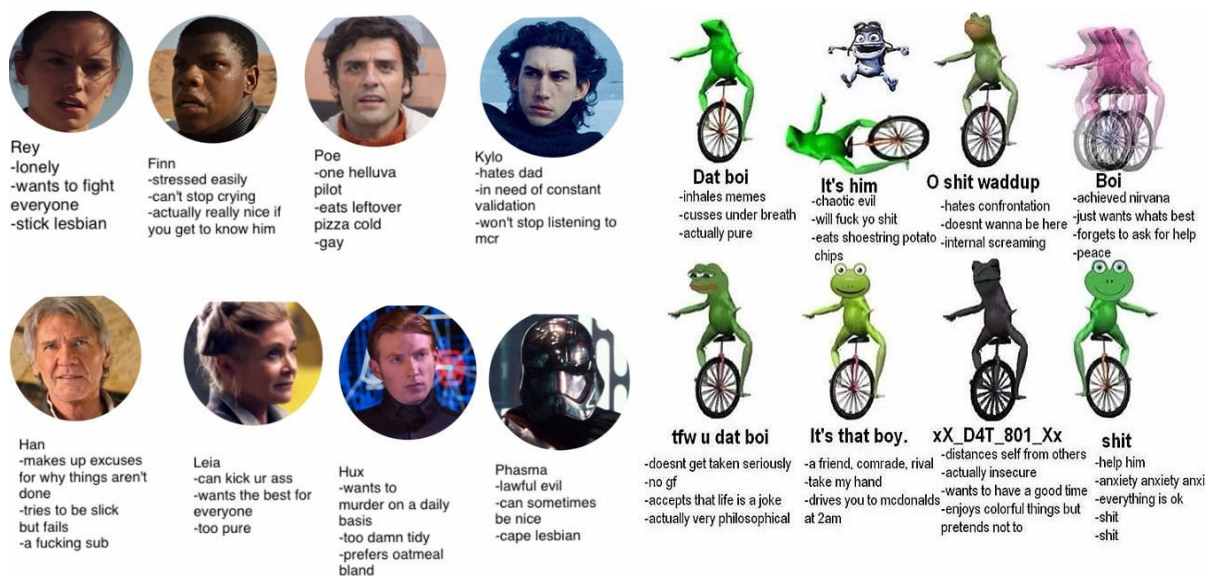 Rey
-lonely
-wants to fight
everyone
-stick lesbian
Finn
-stressed easily
-can't stop crying
-actually really nice if
you get to know him
Poe
-one helluva
pilot
-eats leftover
pizza cold
-gay
Kylo
-hates dad
-in need of constant
validation
-won't stop listening to
mcr
Han
-makes up excuses
for why things aren't
done
-tries to be slick
but fails
-a fucking sub
Leia
-can kick ur ass
-wants the best for
everyone
-too pure
Hux
-wants to
murder on a daily
basis
-too damn tidy
-prefers oatmeal
bland
Phasma
-lawful evil
-can sometimes
be nice
-cape lesbian
Dat boi
-inhales memes
-cusses under breath
-actually pure
It's him
-chaotic evil
-will fuck yo shit
-eats shoestring potato
chips
O shit waddup
-hates confrontation
-doesnt wanna be here
-internal screaming
Boi
-achieved nirvana
-just wants whats best
-forgets to ask for help
-peace
tfw u dat boi
-doesnt get taken seriously
-no gf
-accepts that life is a joke
-actually very philosophical
It's that boy.
-a friend, comrade, rival
-take my hand
-drives you to mcdonalds
at 2am
xX_D4T_801_Xx
-distances self from others
-actually insecure
-wants to have a good time
-enjoys colorful things but
pretends not to
shit
-help him
-anxiety anxiety anxi
-everything is ok
-shit
-shit